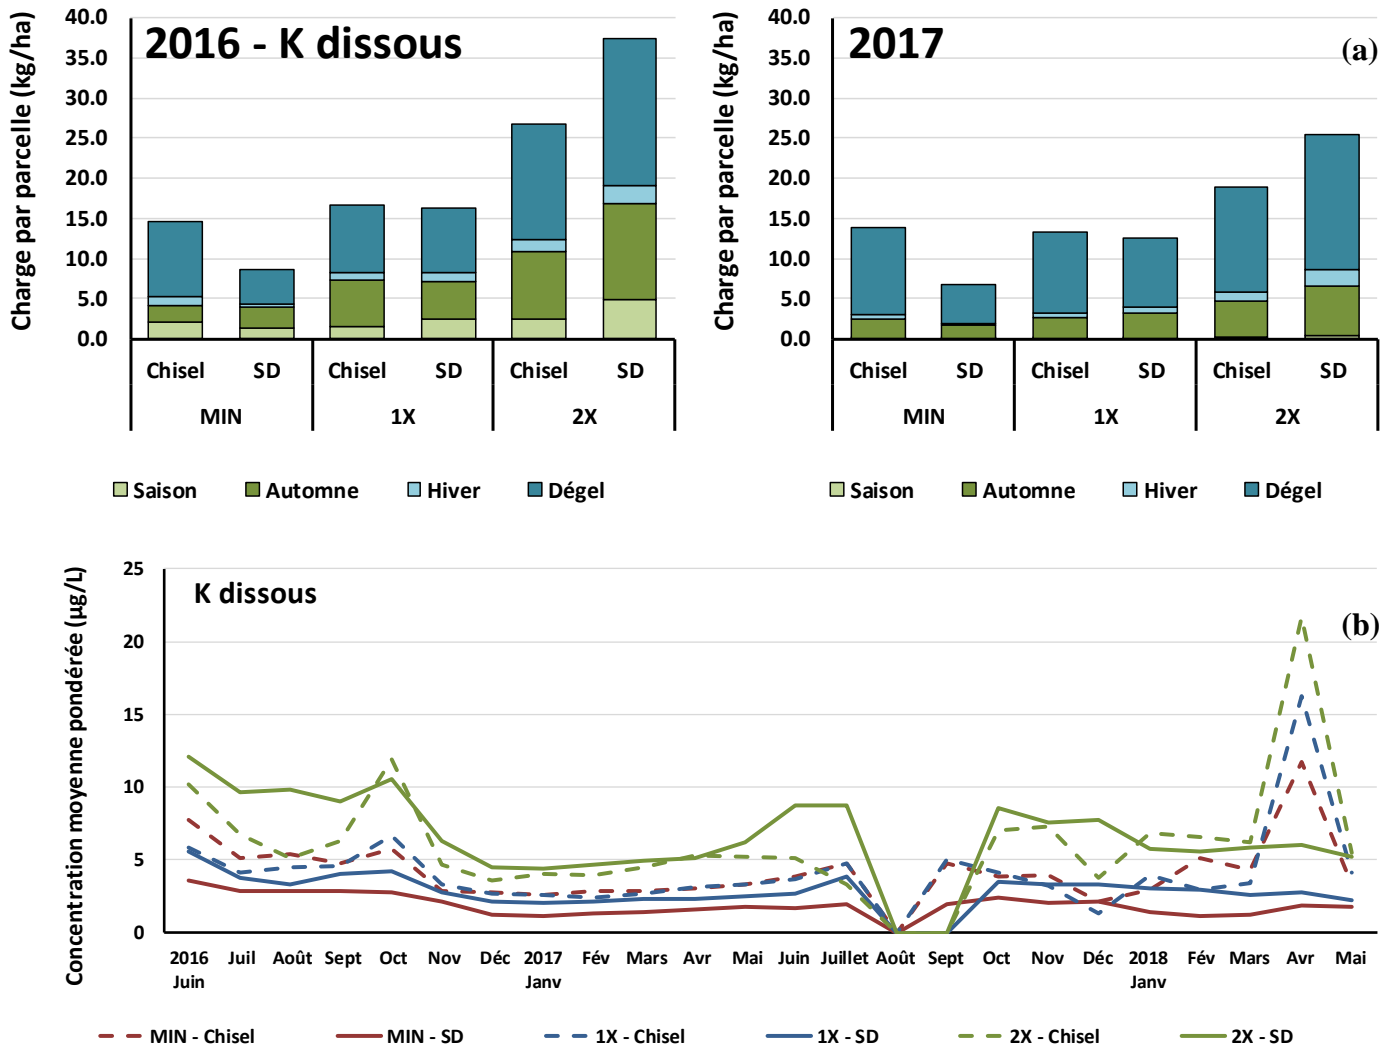 2016 - K dissous
Charge par parcelle (kg/ha)
40.0
35.0
30.0
25.0
20.0
15.0
10.0
5.0
0.0
Chisel SD Chisel SD Chisel SD
MIN 1X 2X
Saison Automne Hiver Dégel
2017
(a)
Charge par parcelle (kg/ha)
40.0
35.0
30.0
25.0
20.0
15.0
10.0
5.0
0.0
Chisel SD Chisel SD Chisel SD
MIN 1X 2X
Saison Automne Hiver Dégel
K dissous
(b)
Concentration moyenne pondérée (µg/L)
25
20
15
10
5
0
2016 Juil Août Sept Oct Nov Déc 2017 Fév Mars Avr Mai Juin Juillet Août Sept Oct Nov Déc 2018 Fév Mars Avr Mai
Juin Janv Janv
MIN - Chisel MIN - SD 1X - Chisel 1X - SD 2X - Chisel 2X - SD